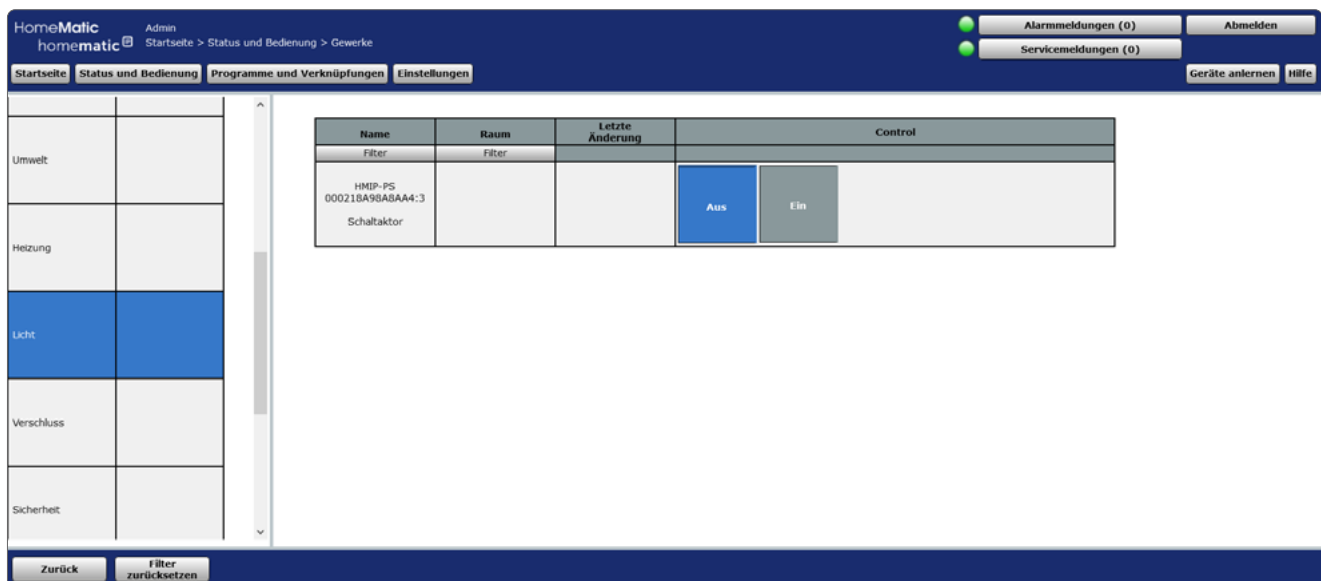 HomeMatic
homematic IP
Admin
Startseite > Status und Bedienung > Gewerke
Alarmmeldungen (0)
Abmelden
Servicemeldungen (0)
Startseite
Status und Bedienung
Programme und Verknüpfungen
Einstellungen
Geräte anlernen
Hilfe
Umwelt
Heizung
Licht
Verschluss
Sicherheit
Name
Raum
Letzte
Änderung
Control
Filter
Filter
HMIP-PS
000218A98A8AA4:3
Schaltaktor
Aus
Ein
Zurück
Filter
zurücksetzen